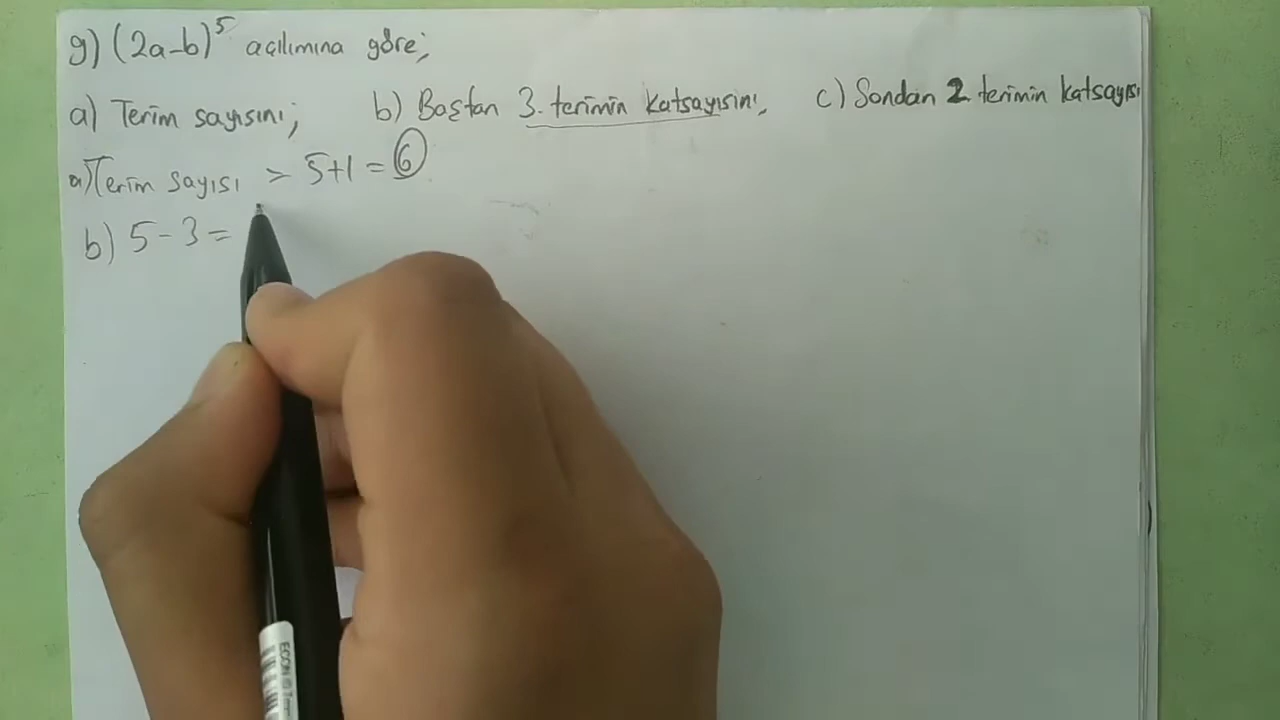 g) (2a-b)⁵ açılımına göre;
a) Terim sayısını; b) Baştan 3. terimin katsayısını, c) Sondan 2 terimin katsayısı
a) Terim sayısı > 5+1 = 6
b) 5-3=
ECON